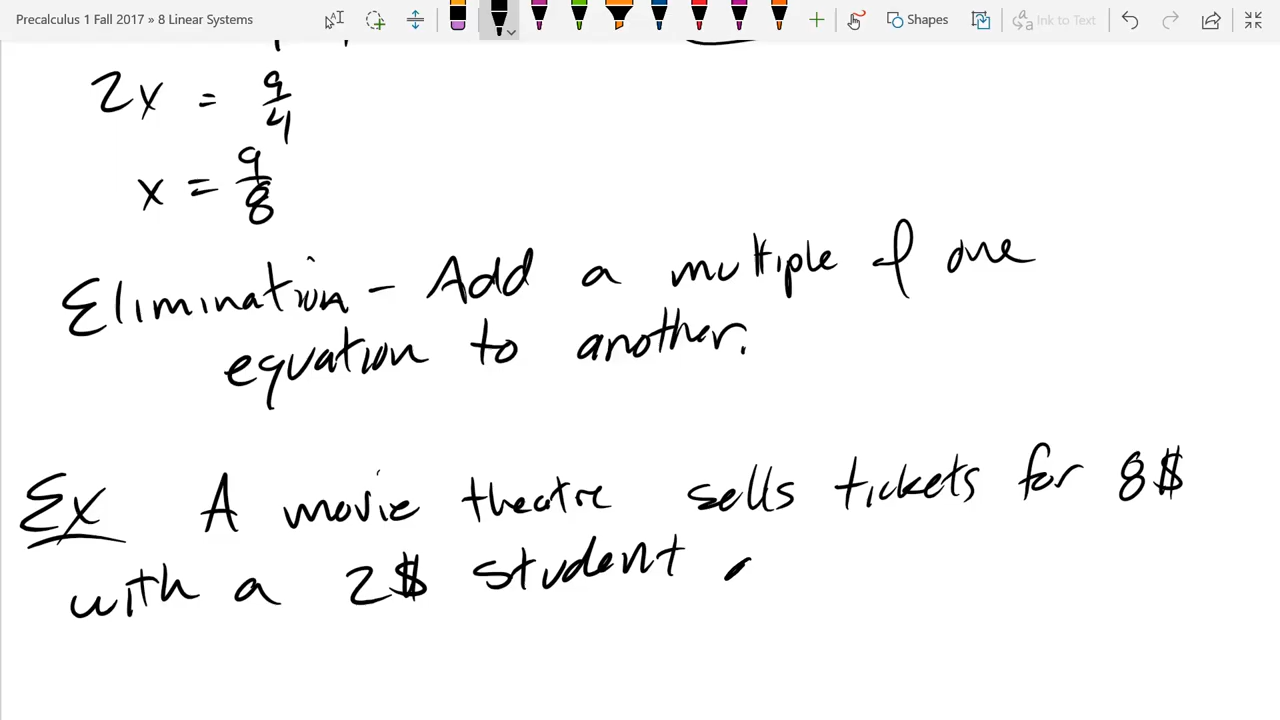 Precalculus 1 Fall 2017 » 8 Linear Systems
Shapes
Ink to Text
2x = 9/4
x = 9/8
Elimination - Add a multiple of one
equation to another.
Ex A movie theatre sells tickets for 8$
with a 2$ student